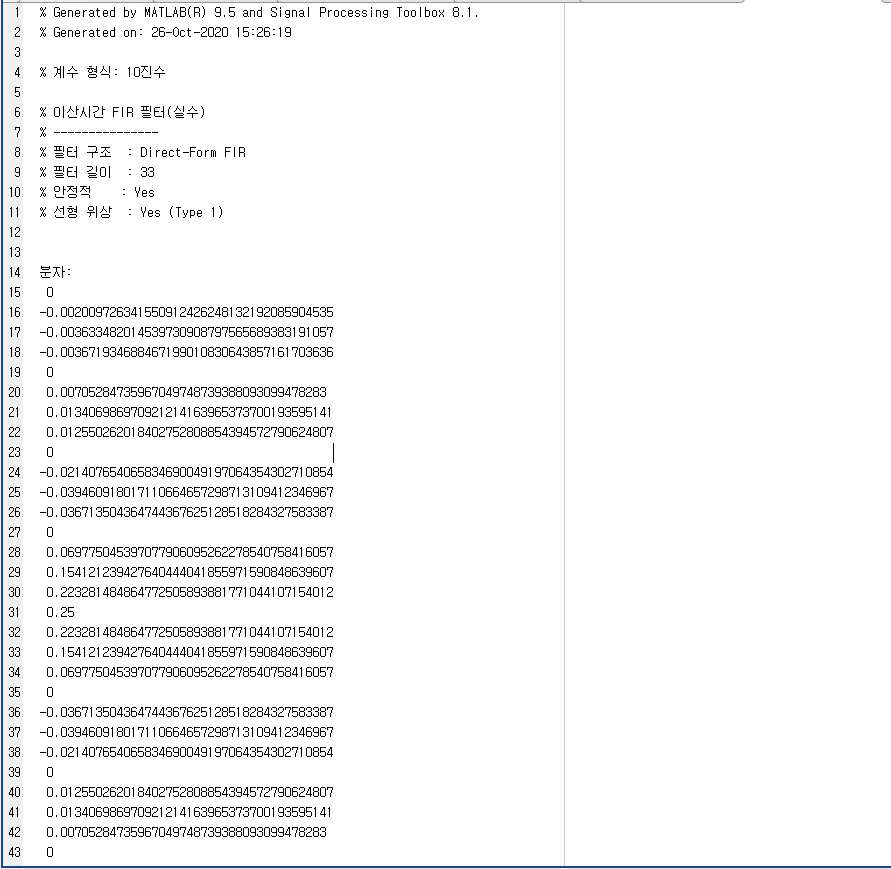 1 % Generated by MATLAB(R) 9.5 and Signal Processing Toolbox 8.1.
2 % Generated on: 26-Oct-2020 15:26:19
3
4 % 계수 형식: 10진수
5
6 % 이산시간 FIR 필터(실수)
7 % ---------------
8 % 필터 구조 : Direct-Form FIR
9 % 필터 길이 : 33
10 % 안정적 : Yes
11 % 선형 위상 : Yes (Type 1)
12
13
14 분자:
15 0
16 -0.002009726341550912426248132192085904535
17 -0.003633482014539730908797565689383191057
18 -0.003671934688467199010830643857161703636
19 0
20 0.007052847359670497487393880930994 78283
21 0.013406986970921214163965373700193595141
22 0.012550262018402752808854394572790624807
23 0
24 -0.021407654065834690049197064354302710854
25 -0.039460918017110664657298713109412346967
26 -0.036713504364744367625128518284327583387
27 0
28 0.069775045397077906095262278540758416057
29 0.154121239427640444041855971590848639607
30 0.223281484864772505893881771044107154012
31 0.25
32 0.223281484864772505893881771044107154012
33 0.154121239427640444041855971590848639607
34 0.069775045397077906095262278540758416057
35 0
36 -0.036713504364744367625128518284327583387
37 -0.039460918017110664657298713109412346967
38 -0.021407654065834690049197064354302710854
39 0
40 0.012550262018402752808854394572790624807
41 0.013406986970921214163965373700193595141
42 0.00705284735967049748739388093099478283
43 0